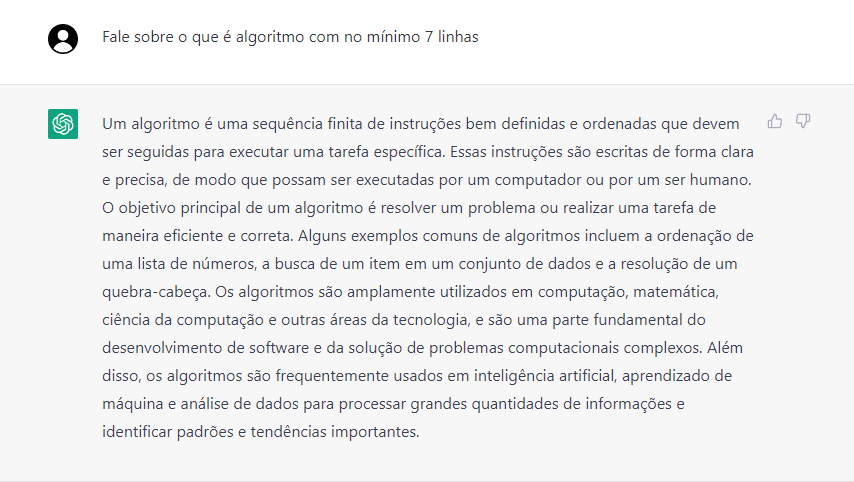 Fale sobre o que é algoritmo com no mínimo 7 linhas
Um algoritmo é uma sequência finita de instruções bem definidas e ordenadas que devem
ser seguidas para executar uma tarefa específica. Essas instruções são escritas de forma clara
e precisa, de modo que possam ser executadas por um computador ou por um ser humano.
O objetivo principal de um algoritmo é resolver um problema ou realizar uma tarefa de
maneira eficiente e correta. Alguns exemplos comuns de algoritmos incluem a ordenação de
uma lista de números, a busca de um item em um conjunto de dados e a resolução de um
quebra-cabeça. Os algoritmos são amplamente utilizados em computação, matemática,
ciência da computação e outras áreas da tecnologia, e são uma parte fundamental do
desenvolvimento de software e da solução de problemas computacionais complexos. Além
disso, os algoritmos são frequentemente usados em inteligência artificial, aprendizado de
máquina e análise de dados para processar grandes quantidades de informações e
identificar padrões e tendências importantes.